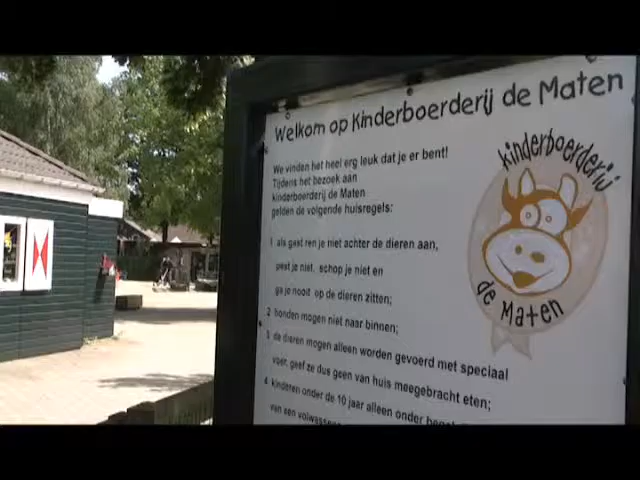 Welkom op Kinderboerderij de Maten
We vinden het heel erg leuk dat je er bent!
Tijdens het bezoek aan
kinderboerderij de Maten
gelden de volgende huisregels:
1 als gast ren je niet achter de dieren aan,
pest je niet, schop je niet en
ga je nooit op de dieren zitten;
2 honden mogen niet naar binnen;
3 de dieren mogen alleen worden gevoerd met speciaal
voer, geef ze dus geen van huis meegebracht eten;
4 kinderen onder de 10 jaar alleen onder
van een
kinderboerderij
de Maten